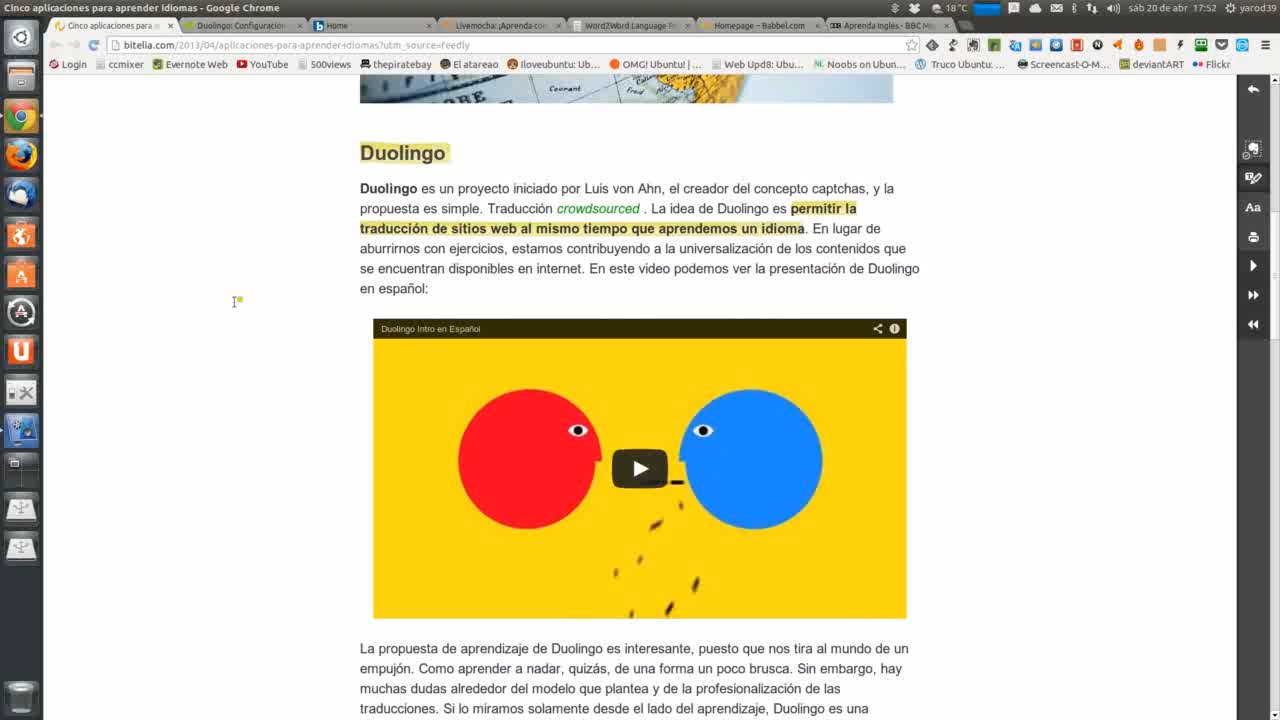 Cinco aplicaciones para aprender idiomas - Google Chrome
18°C
sáb 20 de abr
17:52
yarod39
Cinco aplicaciones para a
Duolingo: Configuración
Home
Livemocha: ¡Aprenda con
Word2Word Language R
Homepage – Babbel.com
Aprenda Inglés - BBC M
bitelia.com/2013/04/aplicaciones-para-aprender-idiomas?utm_source=feedly
Login
ccmixer
Evernote Web
YouTube
500views
thepiratebay
El atareao
Iloveubuntu: Ub...
OMG! Ubuntu! | ...
Web Upd8: Ubu...
Noobs on Ubun...
Truco Ubuntu. ...
Screencast-O-M...
deviantART
Flickr
Courant
Fred
Duolingo
Duolingo es un proyecto iniciado por Luis von Ahn, el creador del concepto captchas, y la
propuesta es simple. Traducción crowdsourced . La idea de Duolingo es permitir la
traducción de sitios web al mismo tiempo que aprendemos un idioma. En lugar de
aburrirnos con ejercicios, estamos contribuyendo a la universalización de los contenidos que
se encuentran disponibles en internet. En este video podemos ver la presentación de Duolingo
en español:
Duolingo Intro en Español
La propuesta de aprendizaje de Duolingo es interesante, puesto que nos tira al mundo de un
empujón. Como aprender a nadar, quizás, de una forma un poco brusca. Sin embargo, hay
muchas dudas alrededor del modelo que plantea y de la profesionalización de las
traducciones. Si lo miramos solamente desde el lado del aprendizaje, Duolingo es una
Aa